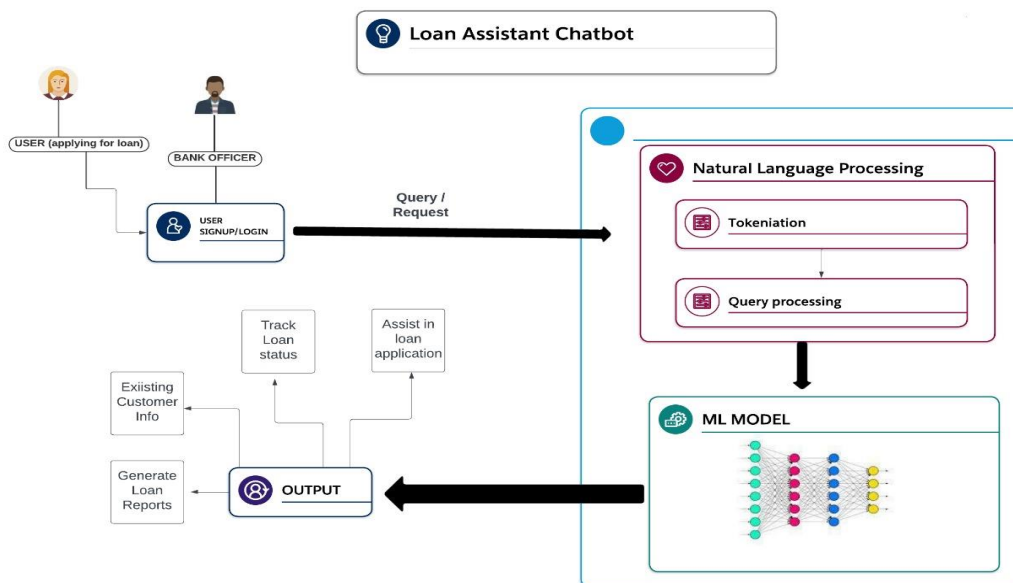 Loan Assistant Chatbot
USER (applying for loan)
BANK OFFICER
USER
SIGNUP/LOGIN
Query /
Request
Natural Language Processing
Tokeniation
Query processing
ML MODEL
Track
Loan
status
Assist in
loan
application
Exiisting
Customer
Info
Generate
Loan
Reports
OUTPUT